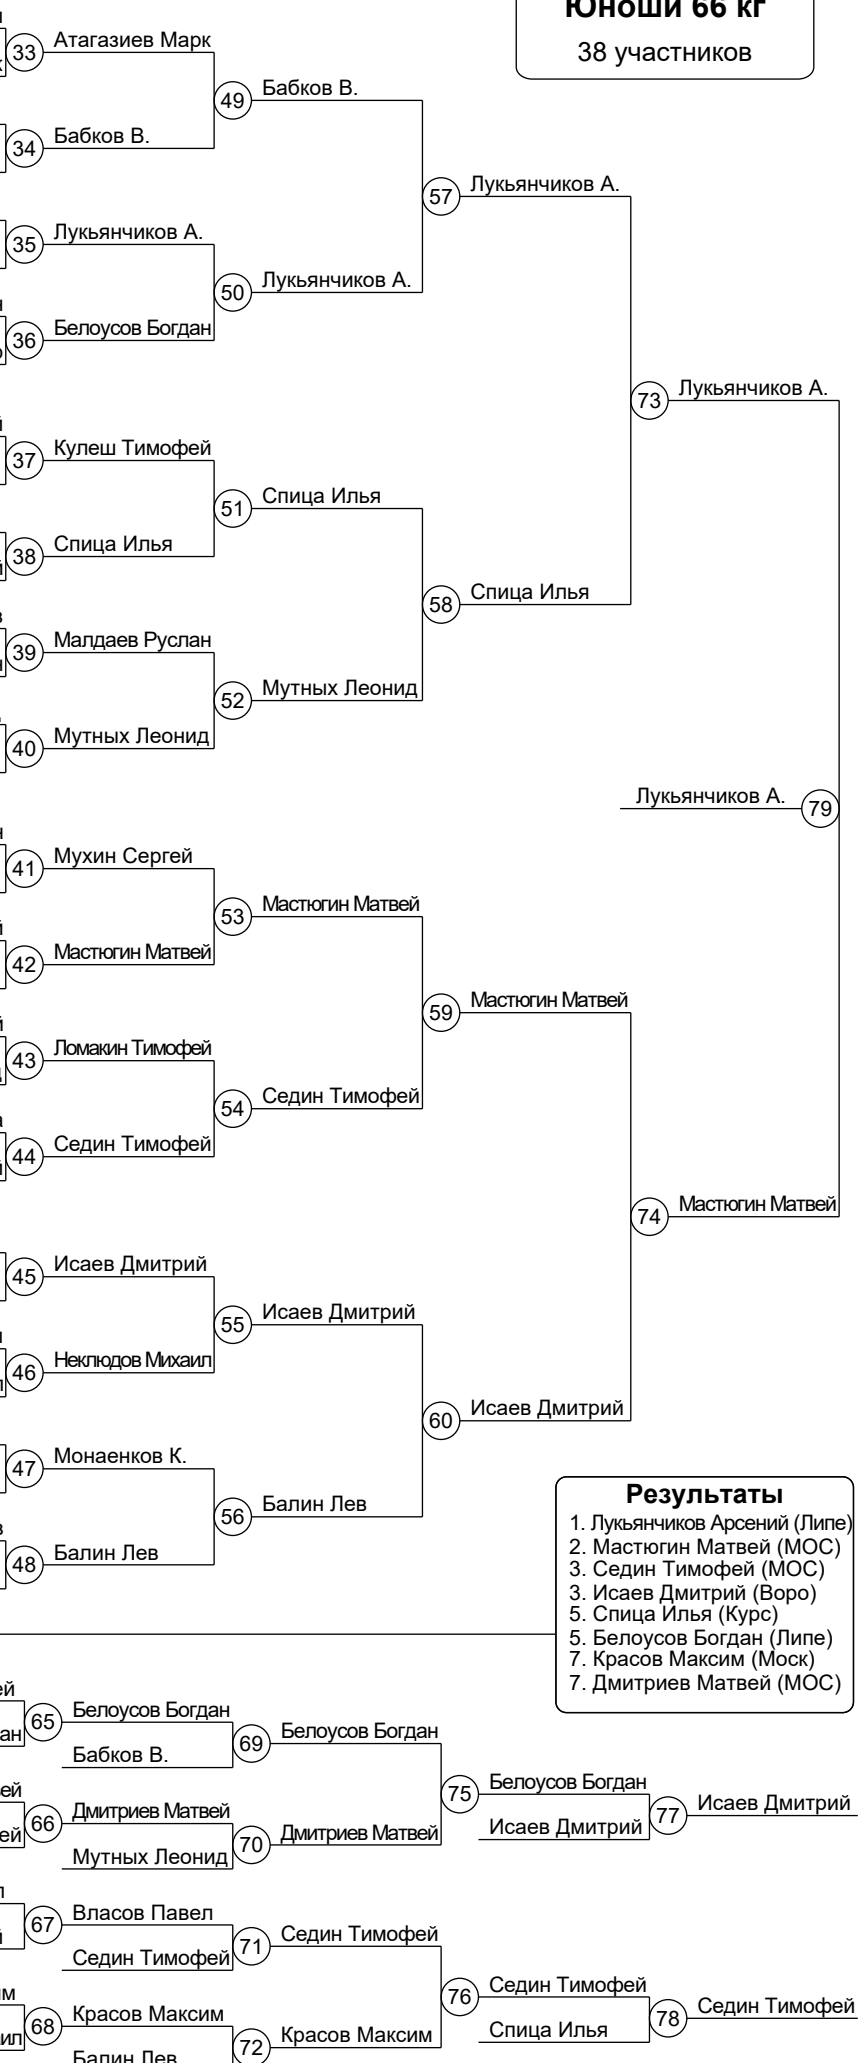 Юноши 66 кг
38 участников
33
Атагазиев Марк
49
Бабков В.
34
Бабков В.
57
Лукьянчиков А.
35
Лукьянчиков А.
50
Лукьянчиков А.
36
Белоусов Богдан
73
Лукьянчиков А.
37
Кулеш Тимофей
51
Спица Илья
38
Спица Илья
58
Спица Илья
39
Малдаев Руслан
52
Мутных Леонид
40
Мутных Леонид
Лукьянчиков А.
79
41
Мухин Сергей
53
Мастюгин Матвей
42
Мастюгин Матвей
59
Мастюгин Матвей
43
Ломакин Тимофей
54
Седин Тимофей
44
Седин Тимофей
74
Мастюгин Матвей
45
Исаев Дмитрий
55
Исаев Дмитрий
46
Неклюдов Михаил
60
Исаев Дмитрий
47
Монаенков К.
56
Балин Лев
48
Балин Лев
Результаты
1. Лукьянчиков Арсений (Липе)
2. Мастюгин Матвей (МОС)
3. Седин Тимофей (МОС)
3. Исаев Дмитрий (Воро)
5. Спица Илья (Курс)
5. Белоусов Богдан (Липе)
7. Красов Максим (Моск)
7. Дмитриев Матвей (МОС)
65
Белоусов Богдан
Бабков В.
69
Белоусов Богдан
66
Дмитриев Матвей
Мутных Леонид
70
Дмитриев Матвей
75
Белоусов Богдан
Исаев Дмитрий
77
Исаев Дмитрий
67
Власов Павел
Седин Тимофей
71
Седин Тимофей
68
Красов Максим
Балин Лев
72
Красов Максим
76
Седин Тимофей
Спица Илья
78
Седин Тимофей